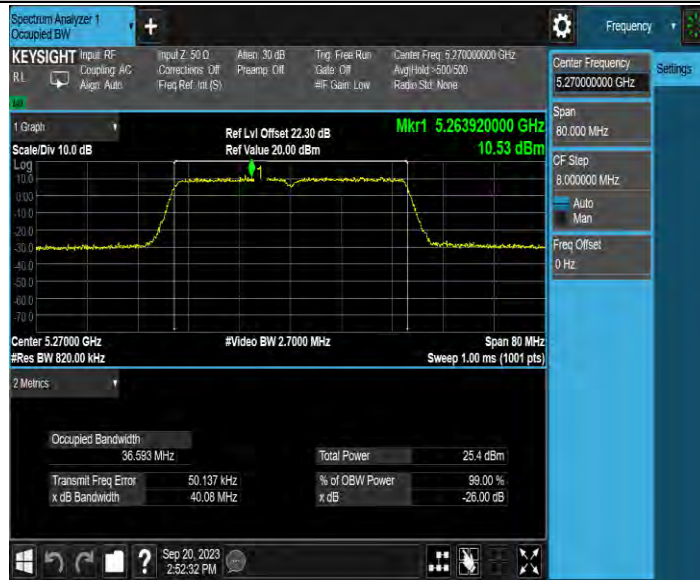 Spectrum Analyzer 1
Occupied BW
+
Frequency
KEYSIGHT
RL
Input: RF
Coupling: AC
Align: Auto
Input Z: 50 Ω
Corrections: Off
Freq Ref: Int (S)
Atten: 30 dB
Preamp: Off
Trig: Free Run
Gate: Off
#IF Gain: Low
Center Freq: 5.270000000 GHz
Avg|Hold:>500/500
Radio Std: None
Center Frequency
5.270000000 GHz
Settings
Span
80.000 MHz
CF Step
8.000000 MHz
Auto
Man
Freq Offset
0 Hz
1 Graph
Scale/Div 10.0 dB
Ref Lvl Offset 22.30 dB
Ref Value 20.00 dBm
Mkr1 5.263920000 GHz
10.53 dBm
Log
10.0
0.00
-10.0
-20.0
-30.0
-40.0
-50.0
-60.0
-70.0
1
Center 5.27000 GHz
#Res BW 820.00 kHz
#Video BW 2.7000 MHz
Span 80 MHz
Sweep 1.00 ms (1001 pts)
2 Metrics
Occupied Bandwidth
36.593 MHz
Total Power 25.4 dBm
Transmit Freq Error 50.137 kHz
% of OBW Power 99.00 %
x dB Bandwidth 40.08 MHz
x dB -26.00 dB
?
Sep 20, 2023
2:52:32 PM